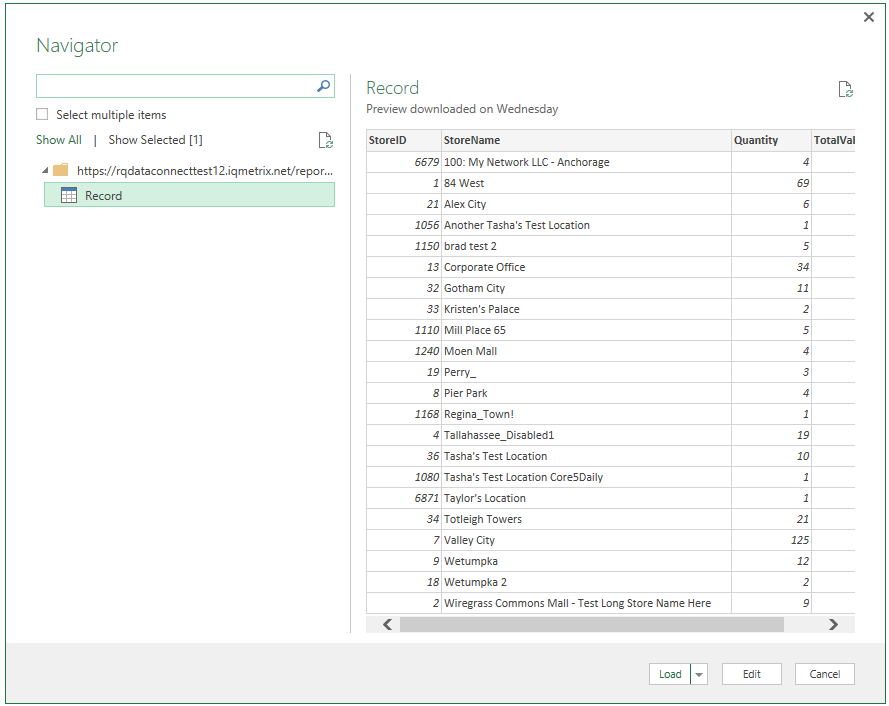 Navigator
Select multiple items
Show All | Show Selected [1]
https://rqdataconnecttest12.iqmetrix.net/repor...
Record
Record
Preview downloaded on Wednesday
StoreID StoreName Quantity TotalVal
6679 100: My Network LLC - Anchorage 4
1 84 West 69
21 Alex City 6
1056 Another Tasha's Test Location 1
1150 brad test 2 5
13 Corporate Office 34
32 Gotham City 11
33 Kristen's Palace 2
1110 Mill Place 65 5
1240 Moen Mall 4
19 Perry_ 3
8 Pier Park 4
1168 Regina_Town! 1
4 Tallahassee_Disabled1 19
36 Tasha's Test Location 10
1080 Tasha's Test Location Core5Daily 1
6871 Taylor's Location 1
34 Totleigh Towers 21
7 Valley City 125
9 Wetumpka 12
18 Wetumpka 2 2
2 Wiregrass Commons Mall - Test Long Store Name Here 9
Load Edit Cancel